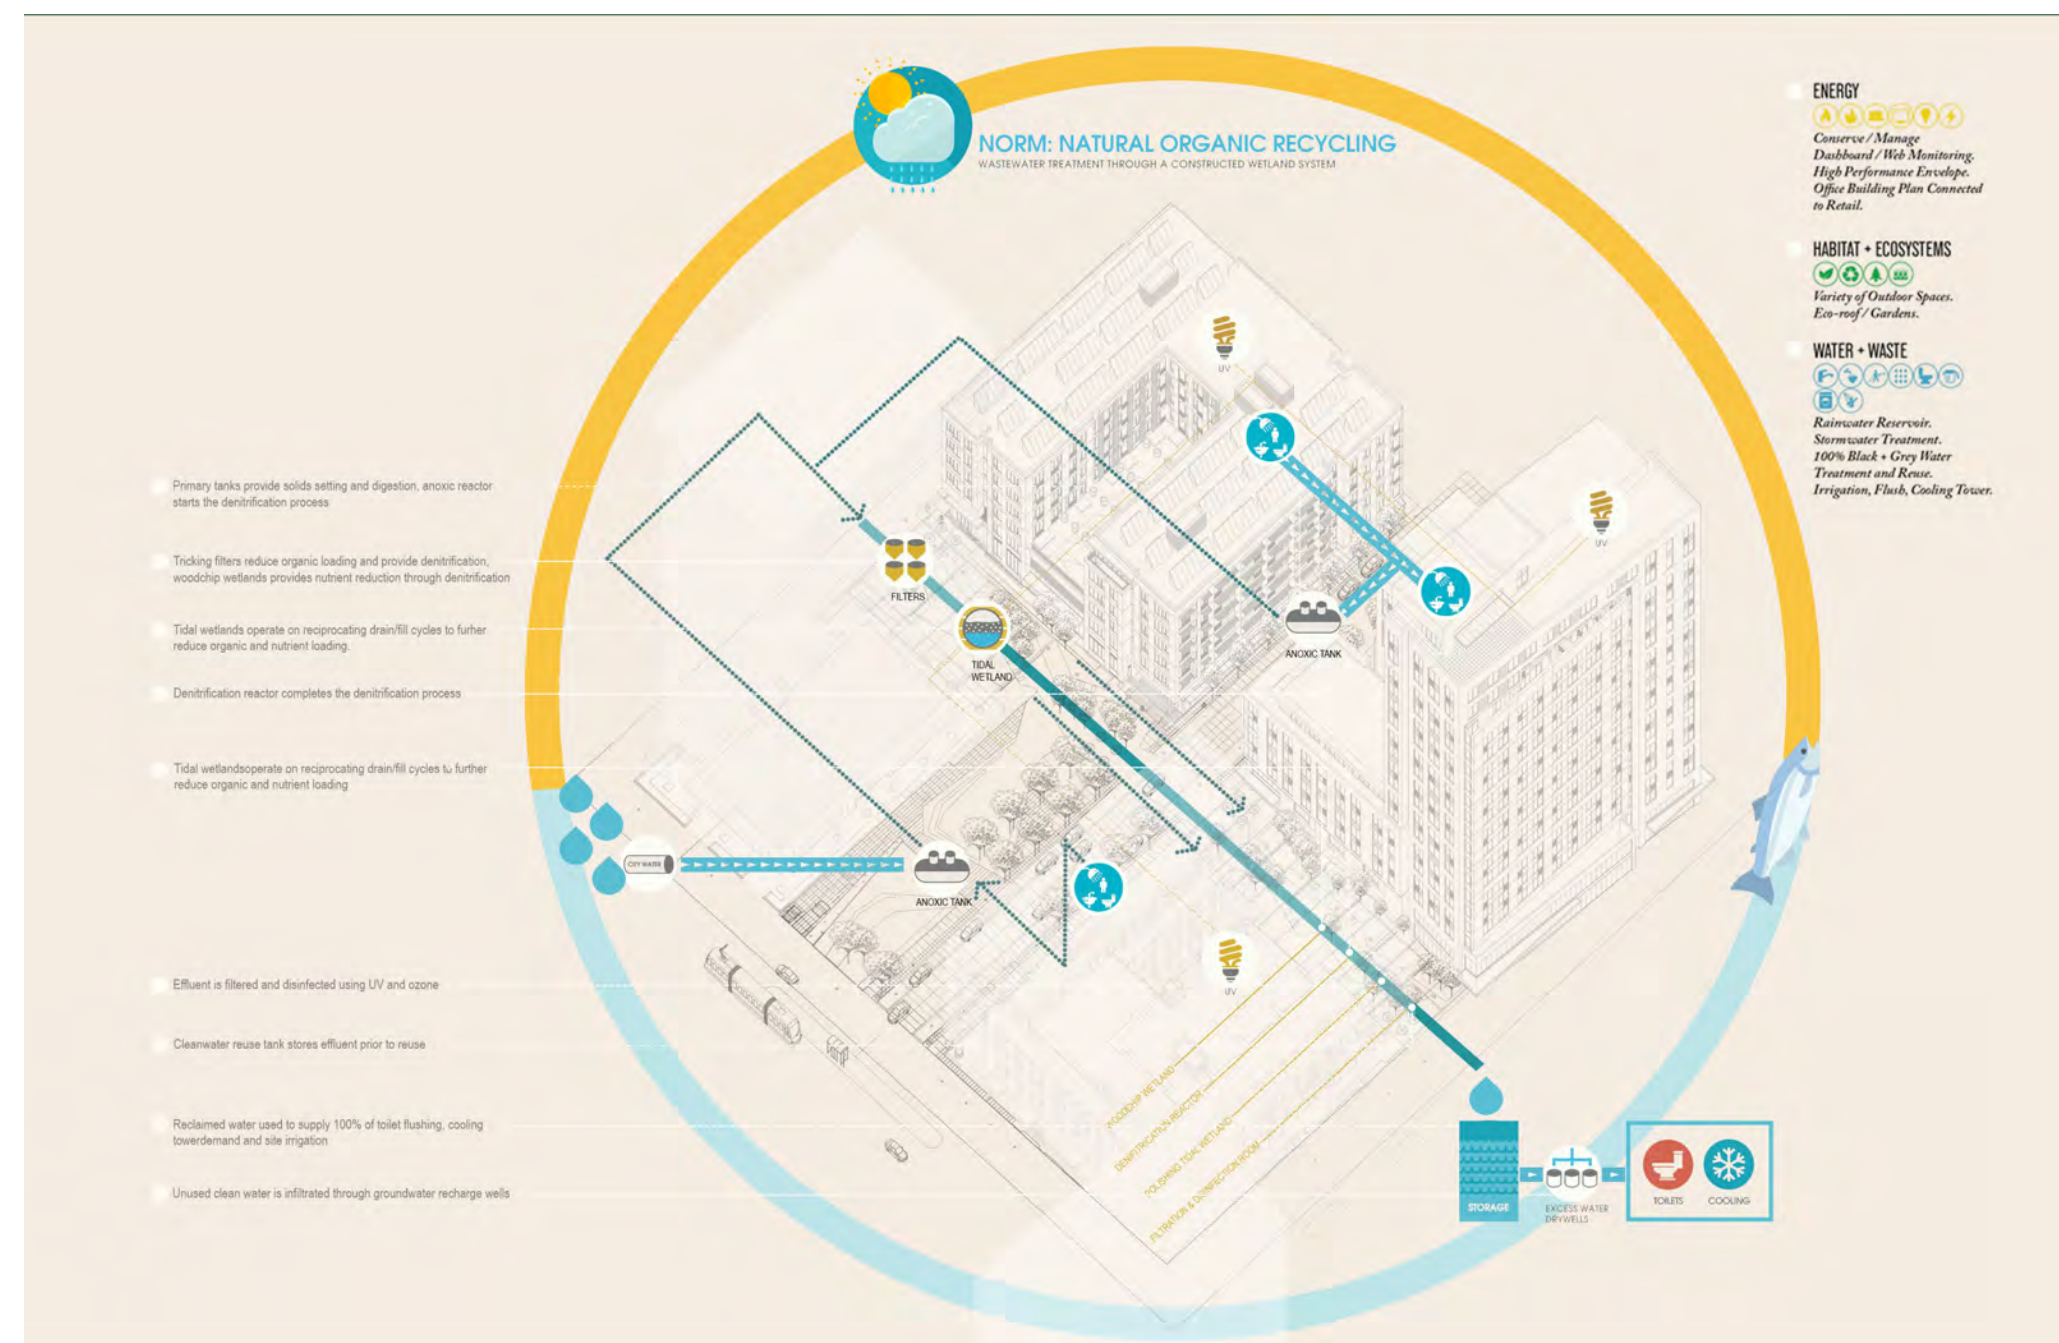 NORM: NATURAL ORGANIC RECYCLING
WASTEWATER TREATMENT THROUGH A CONSTRUCTED WETLAND SYSTEM
ENERGY
Conserve / Manage
Dashboard / Web Monitoring.
High Performance Envelope.
Office Building Plan Connected
to Retail.
HABITAT + ECOSYSTEMS
Variety of Outdoor Spaces.
Eco-roof / Gardens.
WATER + WASTE
Rainwater Reservoir.
Stormwater Treatment.
100% Black + Grey Water
Treatment and Reuse.
Irrigation, Flush, Cooling Tower.
Primary tanks provide solids setting and digestion, anoxic reactor
starts the denitrification process
Tricking filters reduce organic loading and provide denitrification,
woodchip wetlands provides nutrient reduction through denitrification
Tidal wetlands operate on reciprocating drain/fill cycles to furher
reduce organic and nutrient loading.
Denitrification reactor completes the denitrification process
Tidal wetlandsoperate on reciprocating drain/fill cycles to further
reduce organic and nutrient loading
Effluent is filtered and disinfected using UV and ozone
Cleanwater reuse tank stores effluent prior to reuse
Reclaimed water used to supply 100% of toilet flushing, cooling
towerdemand and site irrigation
Unused clean water is infiltrated through groundwater recharge wells
UV
UV
FILTERS
TIDAL
WETLAND
ANOXIC TANK
CITY WATER
ANOXIC TANK
UV
WOODCHIP WETLAND
DENIFITRICATION REACTOR
POLISHING TIDAL WETLAND
FILTRATION & DISINFECTION ROOM
STORAGE
EXCESS WATER
DRYWELLS
TOILETS
COOLING